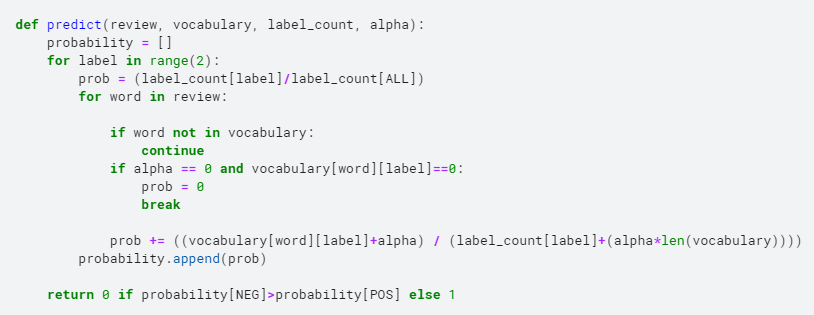 def predict(review, vocabulary, label_count, alpha):
    probability = []
    for label in range(2):
        prob = (label_count[label]/label_count[ALL])
        for word in review:

            if word not in vocabulary:
                continue
            if alpha == 0 and vocabulary[word][label]==0:
                prob = 0
                break

            prob += ((vocabulary[word][label]+alpha) / (label_count[label]+(alpha*len(vocabulary))))
        probability.append(prob)

    return 0 if probability[NEG]>probability[POS] else 1